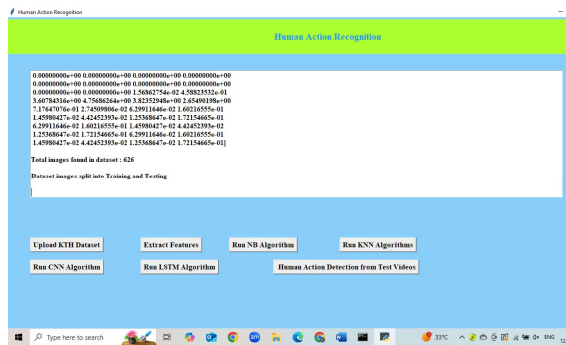 Human Action Recognition
Human Action Recognition
0.00000000e+00 0.00000000e+00 0.00000000e+00 0.00000000e+00
0.00000000e+00 0.00000000e+00 0.00000000e+00 0.00000000e+00
0.00000000e+00 0.00000000e+00 1.56862754e-02 4.58823532e-01
3.60784316e+00 4.75686264e+00 3.82352948e+00 2.65490198e+00
7.17647076e-01 2.74509806e-02 6.29911646e-02 1.60216555e-01
1.45980427e-02 4.42452393e-02 1.25368647e-02 1.72154665e-01
6.29911646e-02 1.60216555e-01 1.45980427e-02 4.42452393e-02
1.25368647e-02 1.72154665e-01 6.29911646e-02 1.60216555e-01
1.45980427e-02 4.42452393e-02 1.25368647e-02 1.72154665e-01]
Total images found in dataset : 626
Dataset images split into Training and Testing
Upload KTH Dataset Extract Features Run NB Algorithm Run KNN Algorithms
Run CNN Algorithm Run LSTM Algorithm Human Action Detection from Test Videos
Type here to search 33°C ENG 12